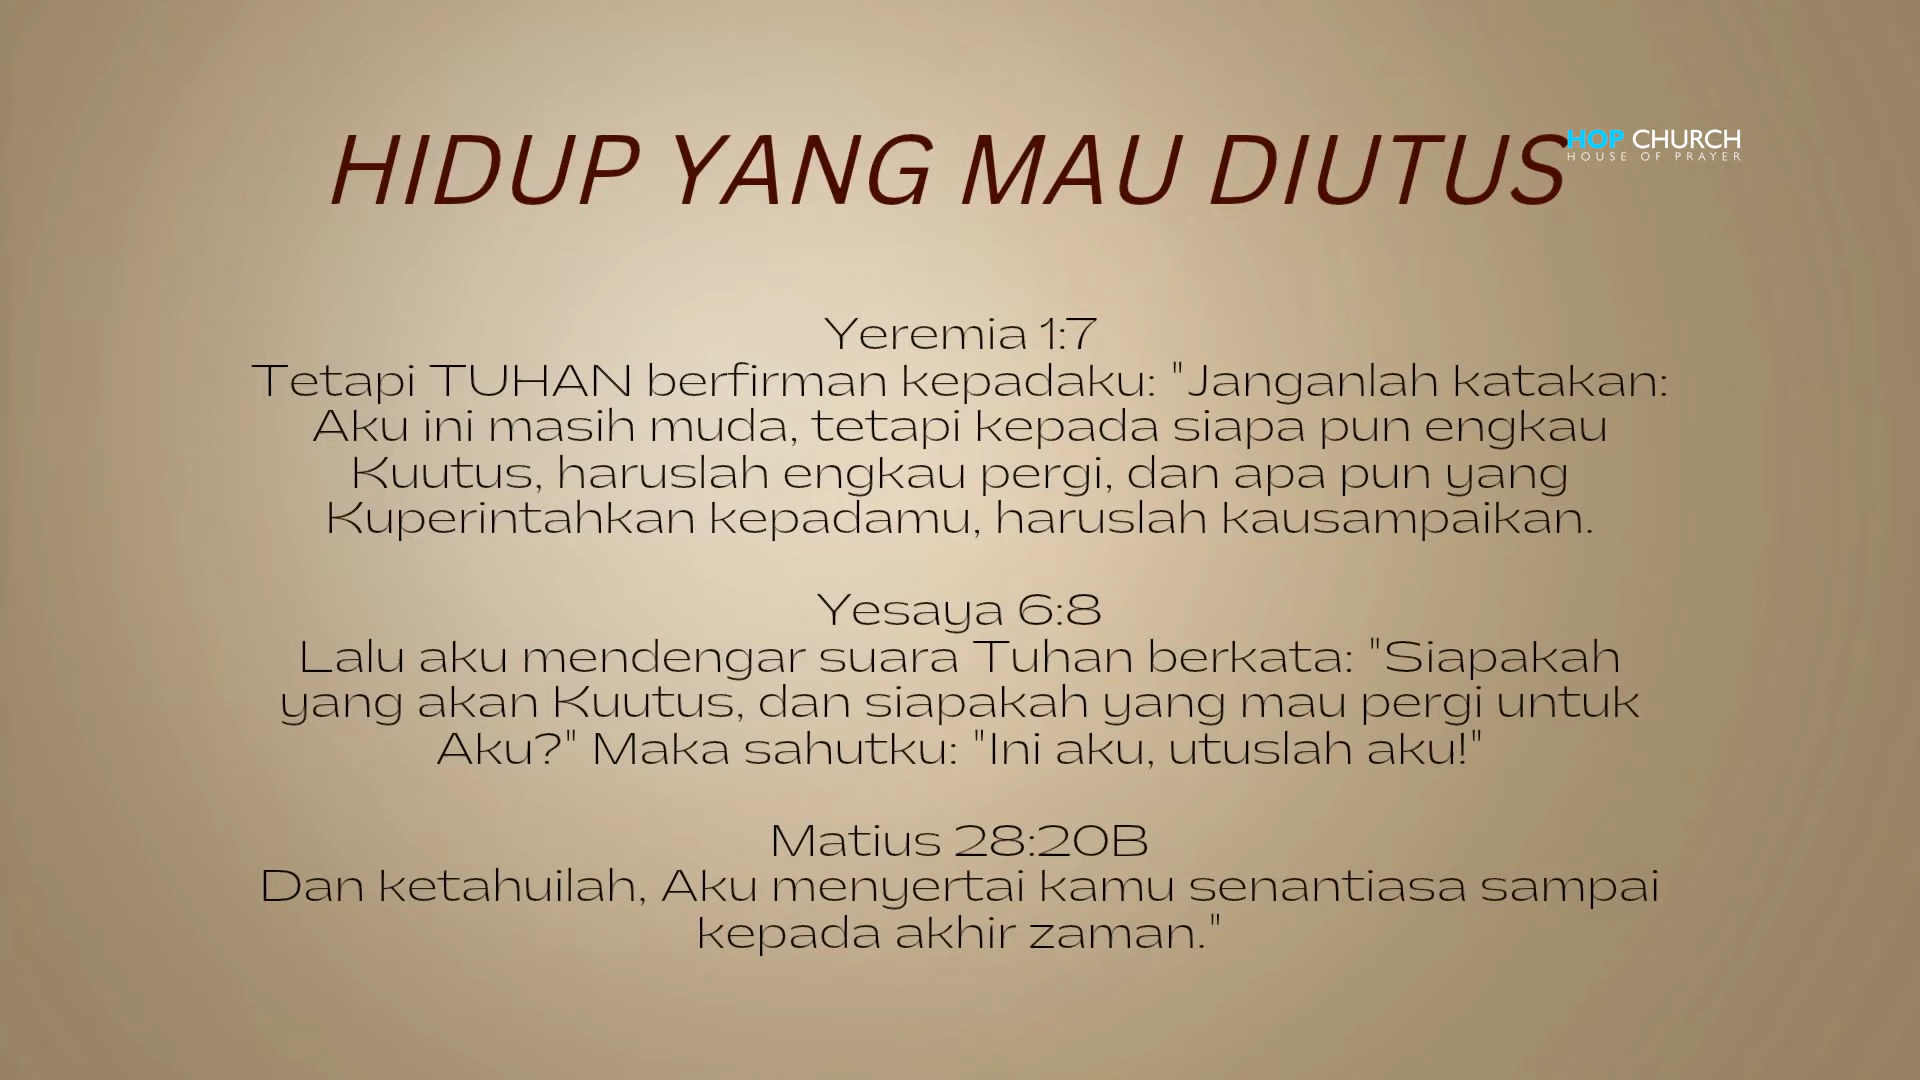 HIDUP YANG MAU DIUTUS
HOP CHURCH
HOUSE OF PRAYER
Yeremia 1:7
Tetapi TUHAN berfirman kepadaku: "Janganlah katakan:
Aku ini masih muda, tetapi kepada siapa pun engkau
Kuutus, haruslah engkau pergi, dan apa pun yang
Kuperintahkan kepadamu, haruslah kausampaikan.
Yesaya 6:8
Lalu aku mendengar suara Tuhan berkata: "Siapakah
yang akan Kuutus, dan siapakah yang mau pergi untuk
Aku?" Maka sahutku: "Ini aku, utuslah aku!"
Matius 28:20B
Dan ketahuilah, Aku menyertai kamu senantiasa sampai
kepada akhir zaman."